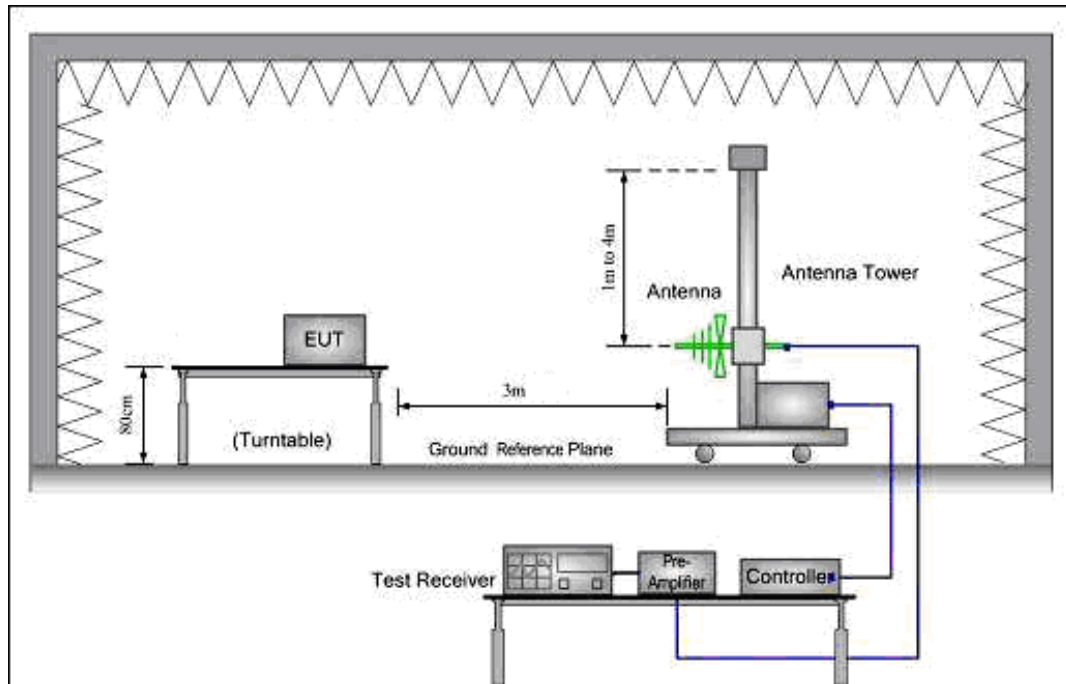 1m to 4m
Antenna
Antenna Tower
EUT
80cm
3m
(Turntable)
Ground Reference Plane
Test Receiver
Pre-
Amplifier
Controller